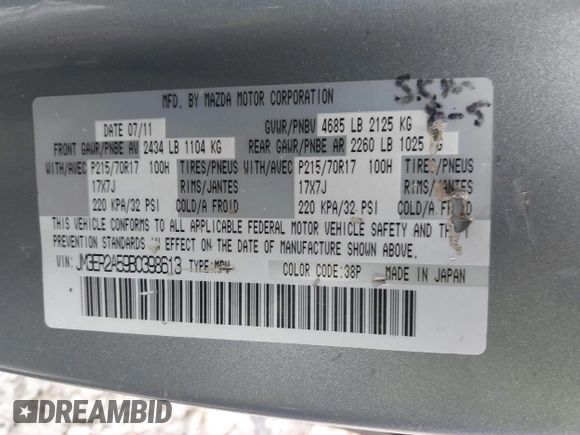 MFD. BY MAZDA MOTOR CORPORATION
DATE 07/11 GVWR/PNBV 4685 LB 2125 KG
FRONT GAWR/PNBE AV 2434 LB 1104 KG REAR GAWR/PNBE AR 2260 LB 1025 KG
WITH/AVEC P215/70R17 100H TIRES/PNEUS WITH/AVEC P215/70R17 100H TIRES/PNEUS
17X7J RIMS/JANTES 17X7J RIMS/JANTES
220 KPA/32 PSI COLD/A FROID 220 KPA/32 PSI COLD/A FROID
THIS VEHICLE CONFORMS TO ALL APPLICABLE FEDERAL MOTOR VEHICLE SAFETY AND THEFT
PREVENTION STANDARDS IN EFFECT ON THE DATE OF MANUFACTURE SHOWN ABOVE.
VIN: JM3ER2A59B0398613 TYPE:MPV COLOR CODE:38P MADE IN JAPAN
DREAMBID